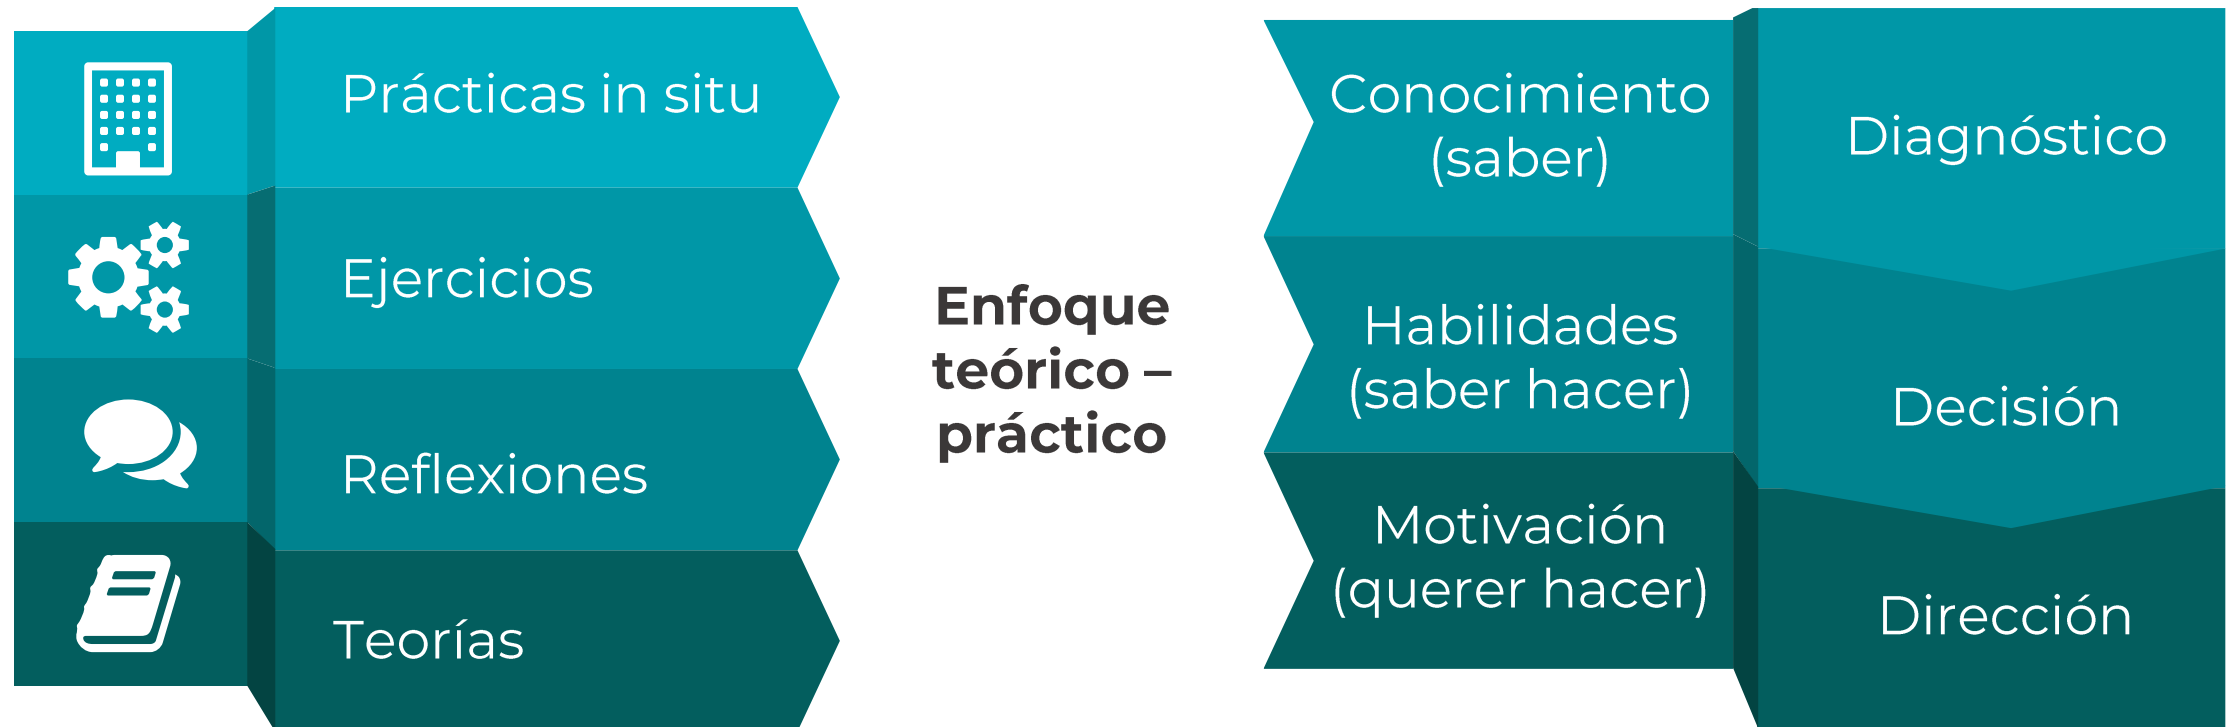 Prácticas in situ
Ejercicios
Reflexiones
Teorías
Enfoque
teórico –
práctico
Conocimiento
(saber)
Habilidades
(saber hacer)
Motivación
(querer hacer)
Diagnóstico
Decisión
Dirección